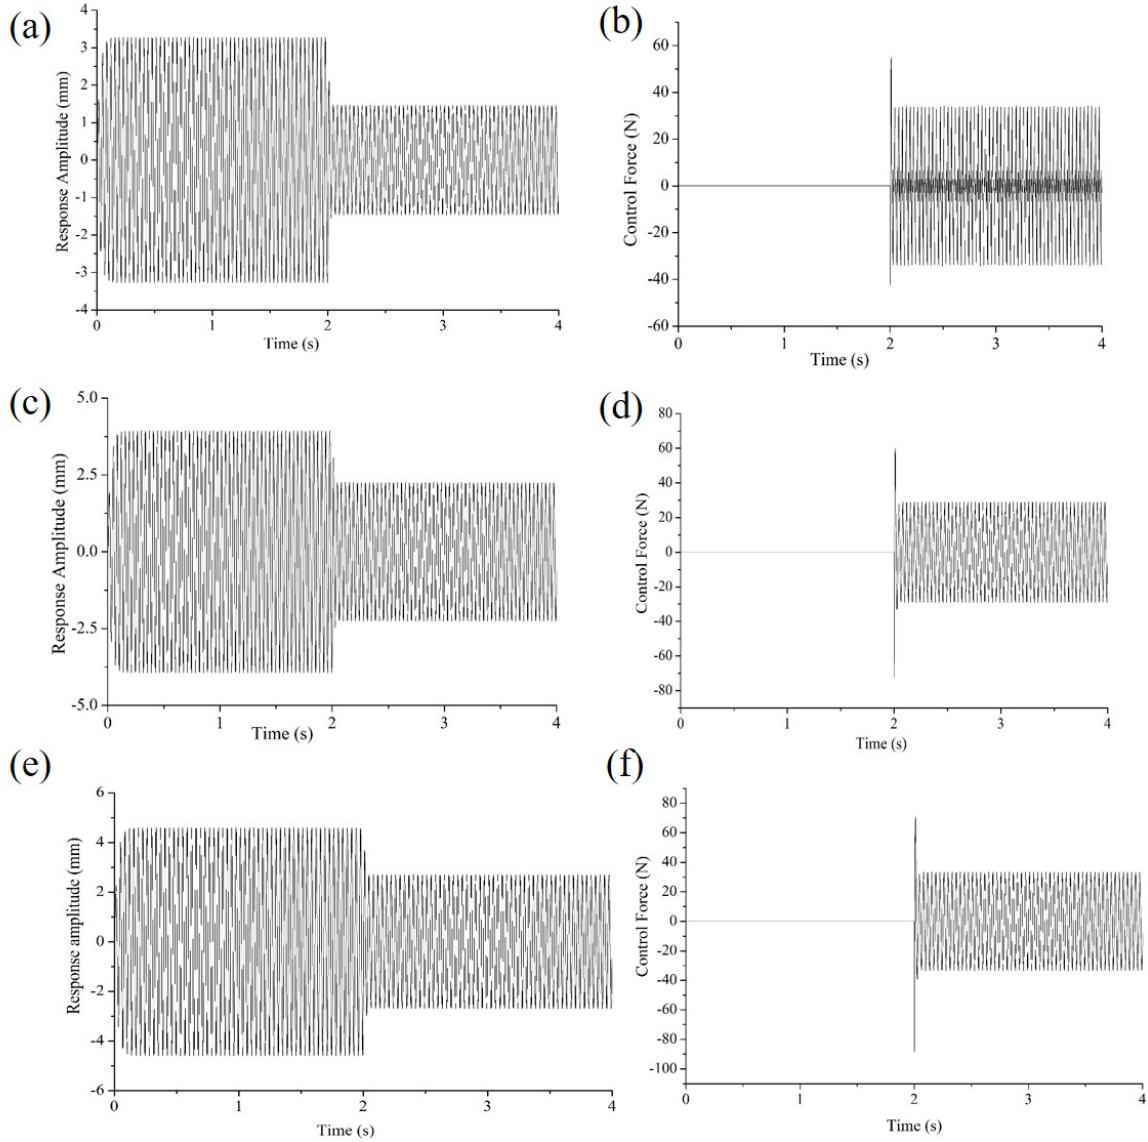 (a)
4
3
2
1
0
-1
-2
-3
-4
Response Amplitude (mm)
0 1 2 3 4
Time (s)
(b)
60
40
20
0
-20
-40
-60
Control Force (N)
0 1 2 3 4
Time (s)
(c)
5.0
2.5
0.0
-2.5
-5.0
Response Amplitude (mm)
0 1 2 3 4
Time (s)
(d)
80
60
40
20
0
-20
-40
-60
-80
Control Force (N)
0 1 2 3 4
Time (s)
(e)
6
4
2
0
-2
-4
-6
Response amplitude (mm)
0 1 2 3 4
Time (s)
(f)
80
60
40
20
0
-20
-40
-60
-80
-100
Control Force (N)
0 1 2 3 4
Time (s)